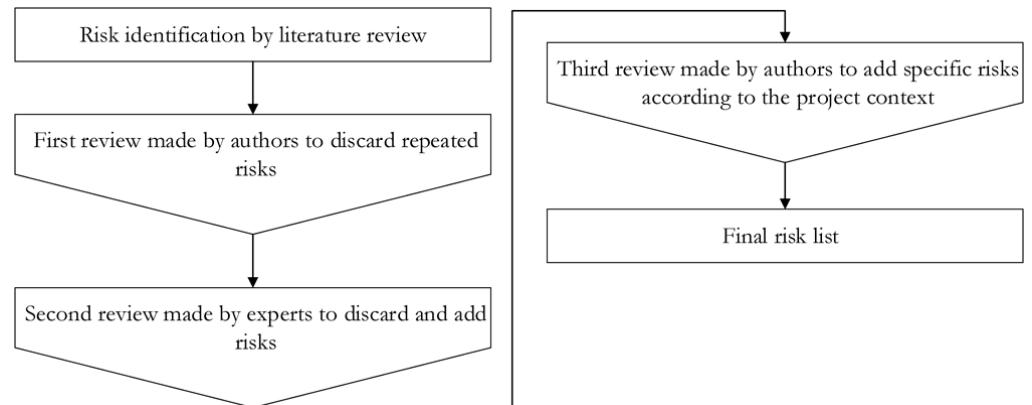 Risk identification by literature review
First review made by authors to discard repeated
risks
Second review made by experts to discard and add
risks
Third review made by authors to add specific risks
according to the project context
Final risk list